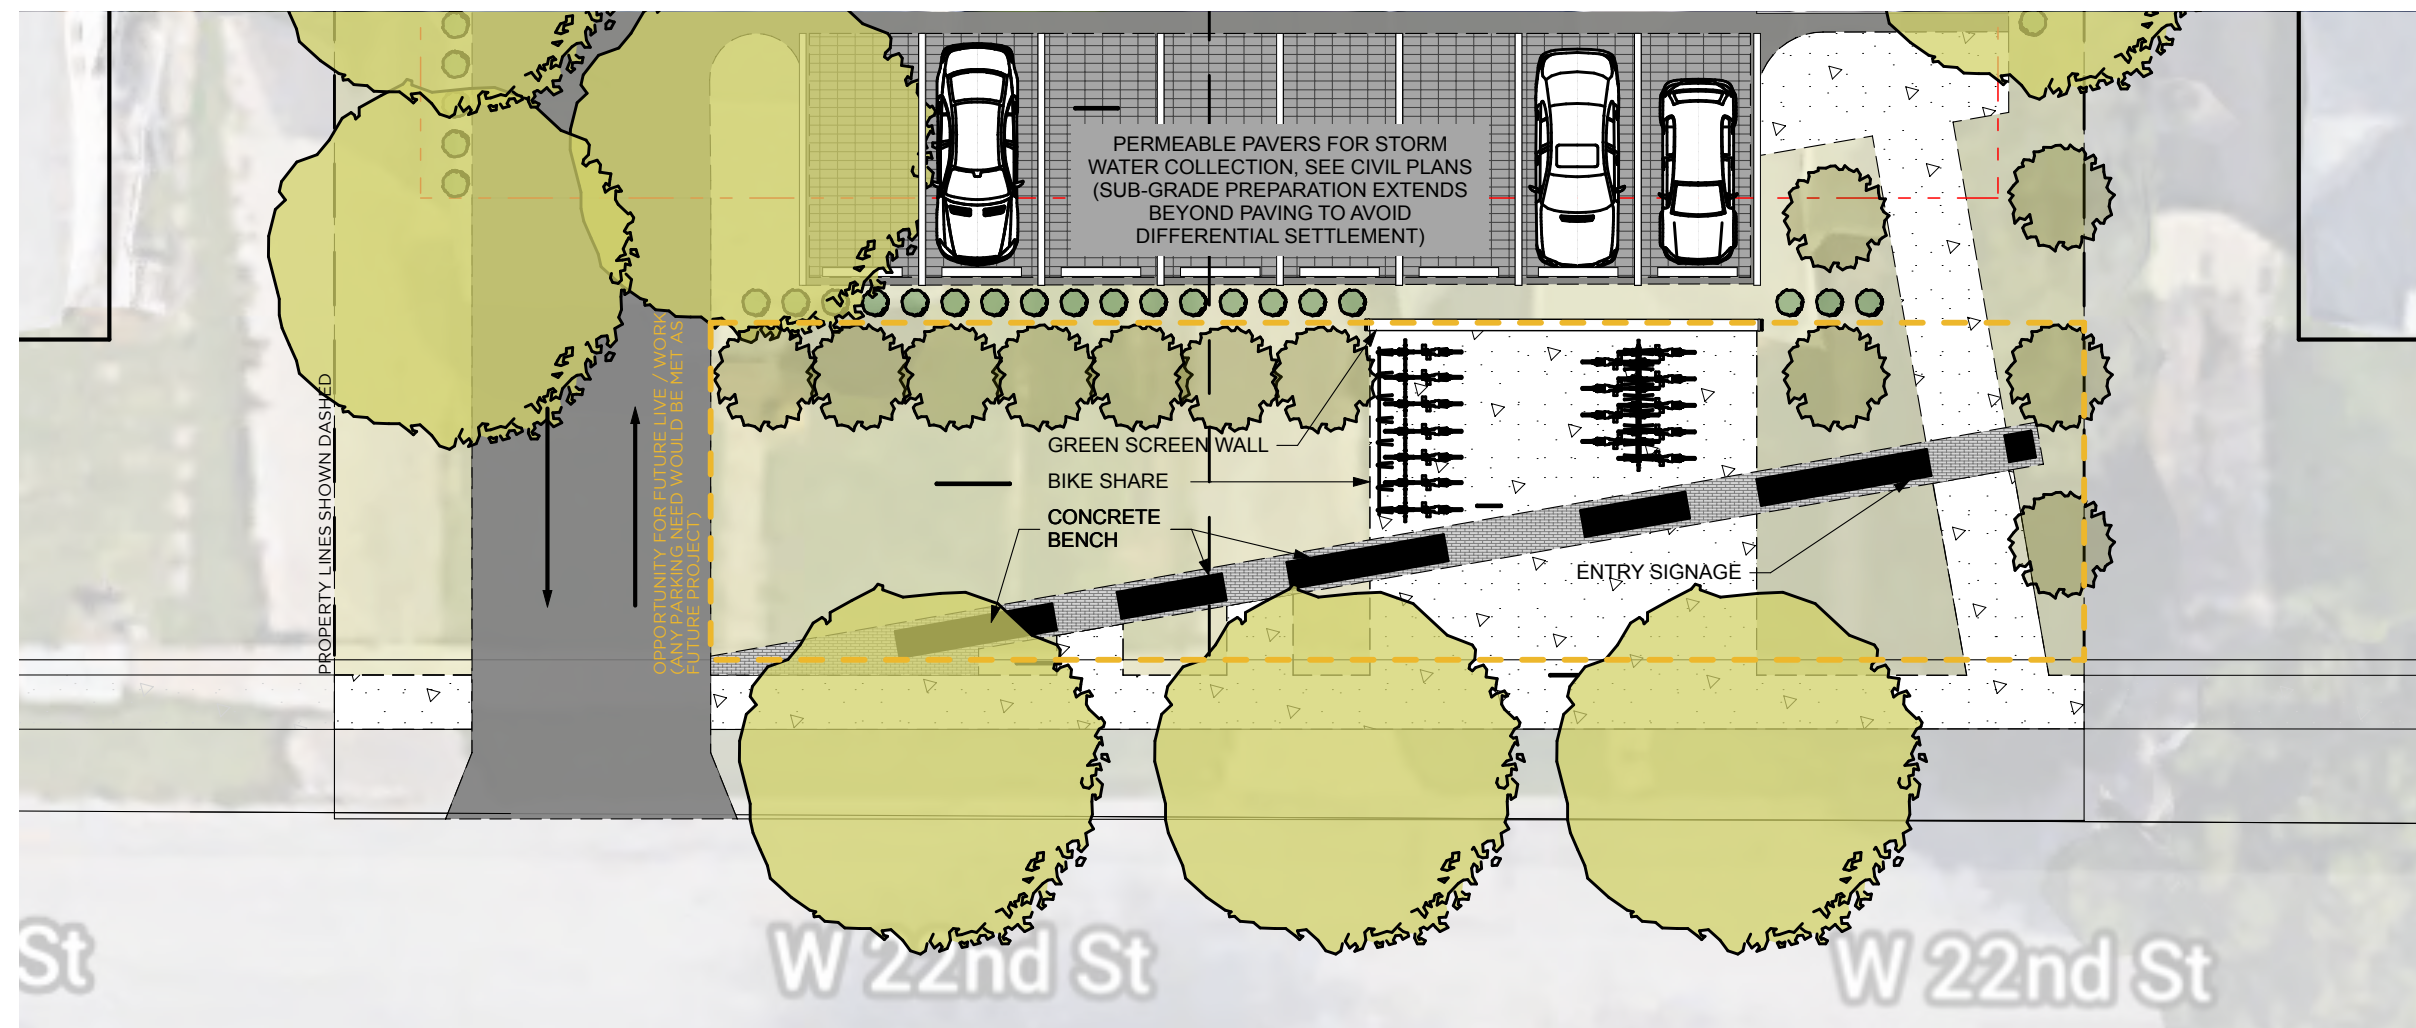 PERMEABLE PAVERS FOR STORM
WATER COLLECTION, SEE CIVIL PLANS
(SUB-GRADE PREPARATION EXTENDS
BEYOND PAVING TO AVOID
DIFFERENTIAL SETTLEMENT)
PROPERTY LINES SHOWN DASHED
OPPORTUNITY FOR FUTURE LIVE / WORK
(ANY PARKING NEED WOULD BE MET AS
FUTURE PROJECT)
GREEN SCREEN WALL
BIKE SHARE
CONCRETE
BENCH
ENTRY SIGNAGE
St
W 22nd St
W 22nd St